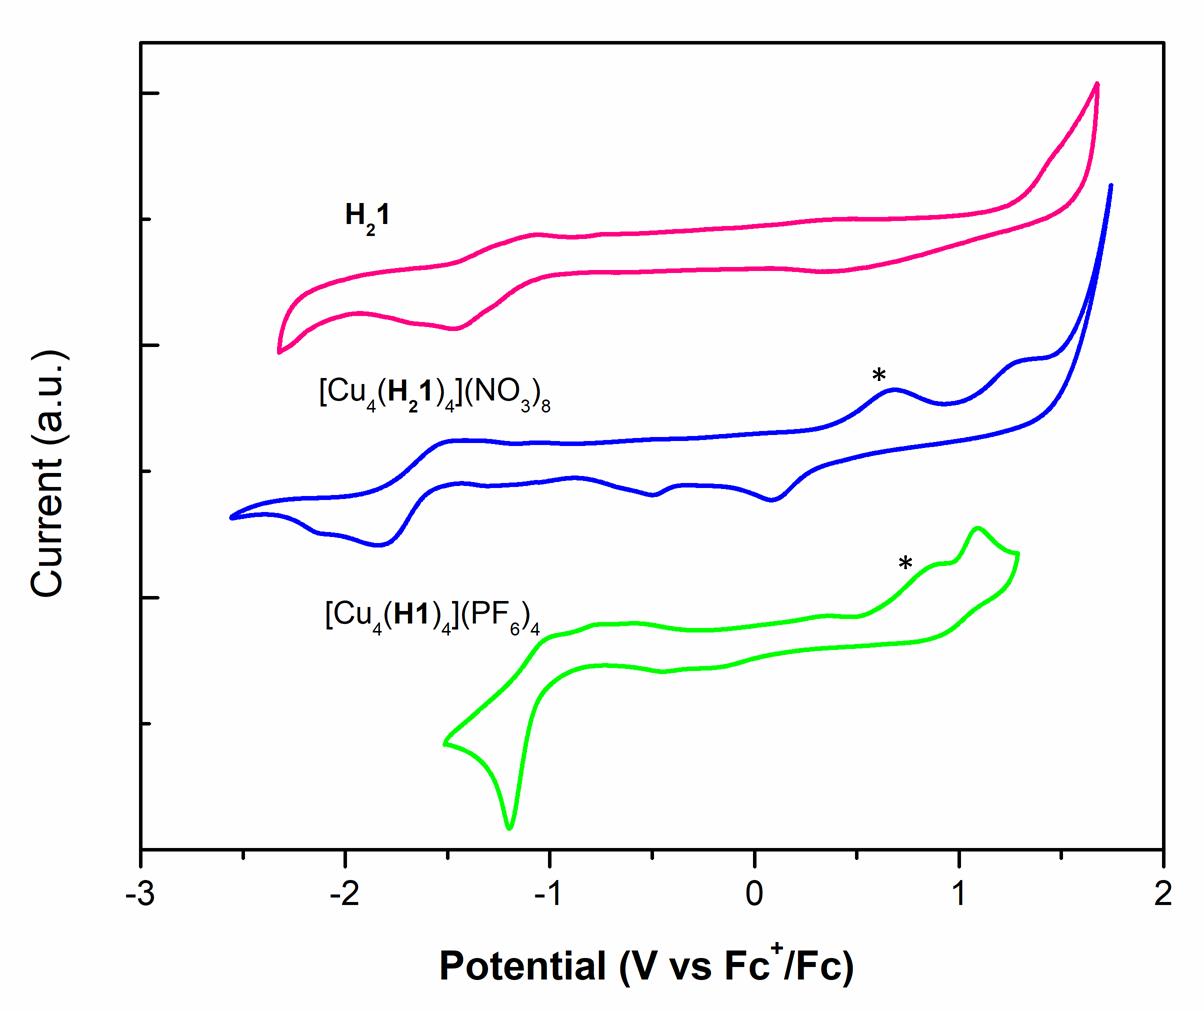 H₂1
*
[Cu₄(H₂1)₄](NO₃)₈
*
[Cu₄(H1)₄](PF₆)₄
Current (a.u.)
-3 -2 -1 0 1 2
Potential (V vs Fc⁺/Fc)